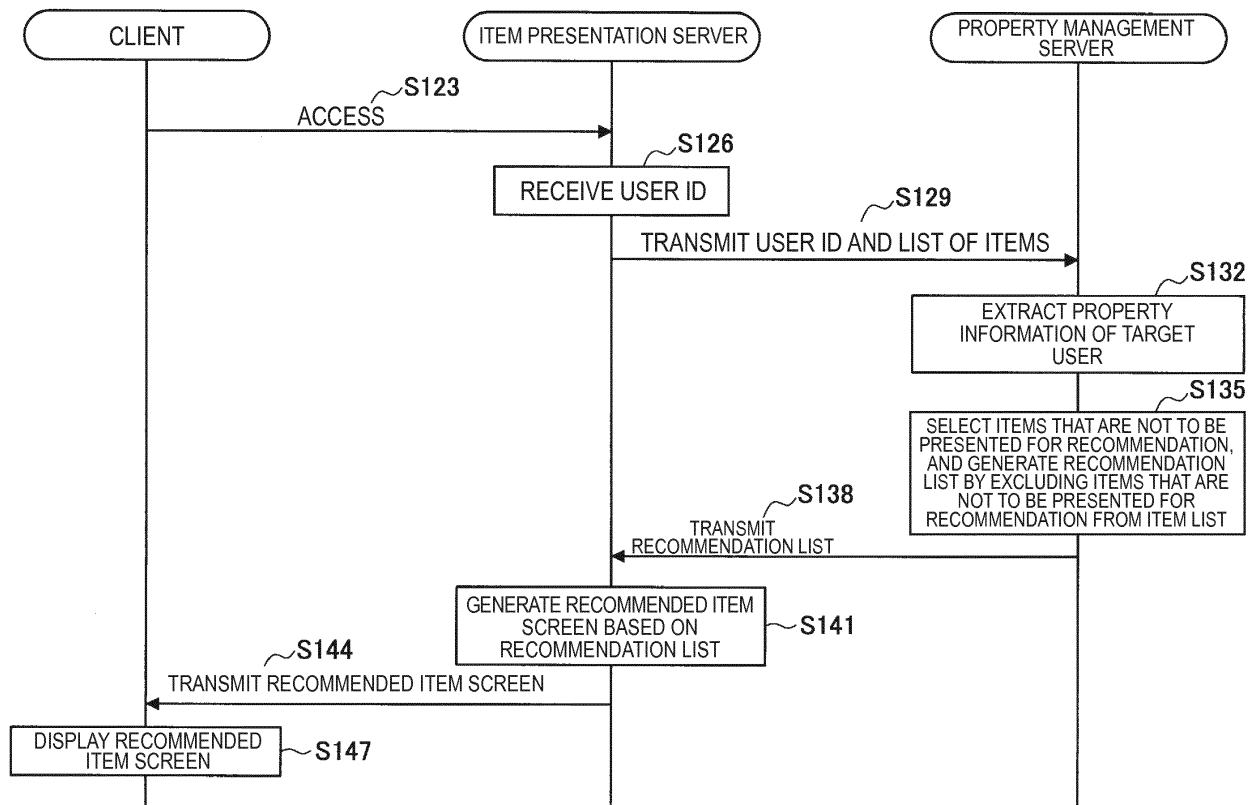 CLIENT
ITEM PRESENTATION SERVER
PROPERTY MANAGEMENT
SERVER
S123
ACCESS
S126
RECEIVE USER ID
S129
TRANSMIT USER ID AND LIST OF ITEMS
S132
EXTRACT PROPERTY
INFORMATION OF TARGET
USER
S135
SELECT ITEMS THAT ARE NOT TO BE
PRESENTED FOR RECOMMENDATION,
AND GENERATE RECOMMENDATION
LIST BY EXCLUDING ITEMS THAT ARE
NOT TO BE PRESENTED FOR
RECOMMENDATION FROM ITEM LIST
S138
TRANSMIT
RECOMMENDATION LIST
GENERATE RECOMMENDED ITEM
SCREEN BASED ON
RECOMMENDATION LIST
S141
S144
TRANSMIT RECOMMENDED ITEM SCREEN
DISPLAY RECOMMENDED
ITEM SCREEN
S147